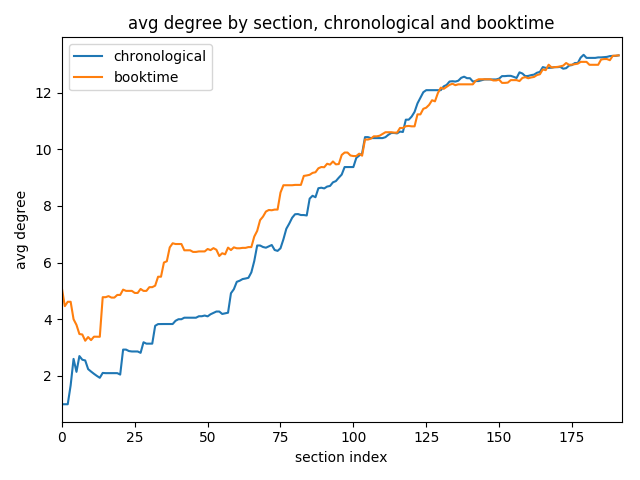 avg degree by section, chronological and booktime
chronological
booktime
avg degree
12
10
8
6
4
2
0
25
50
75
100
125
150
175
section index